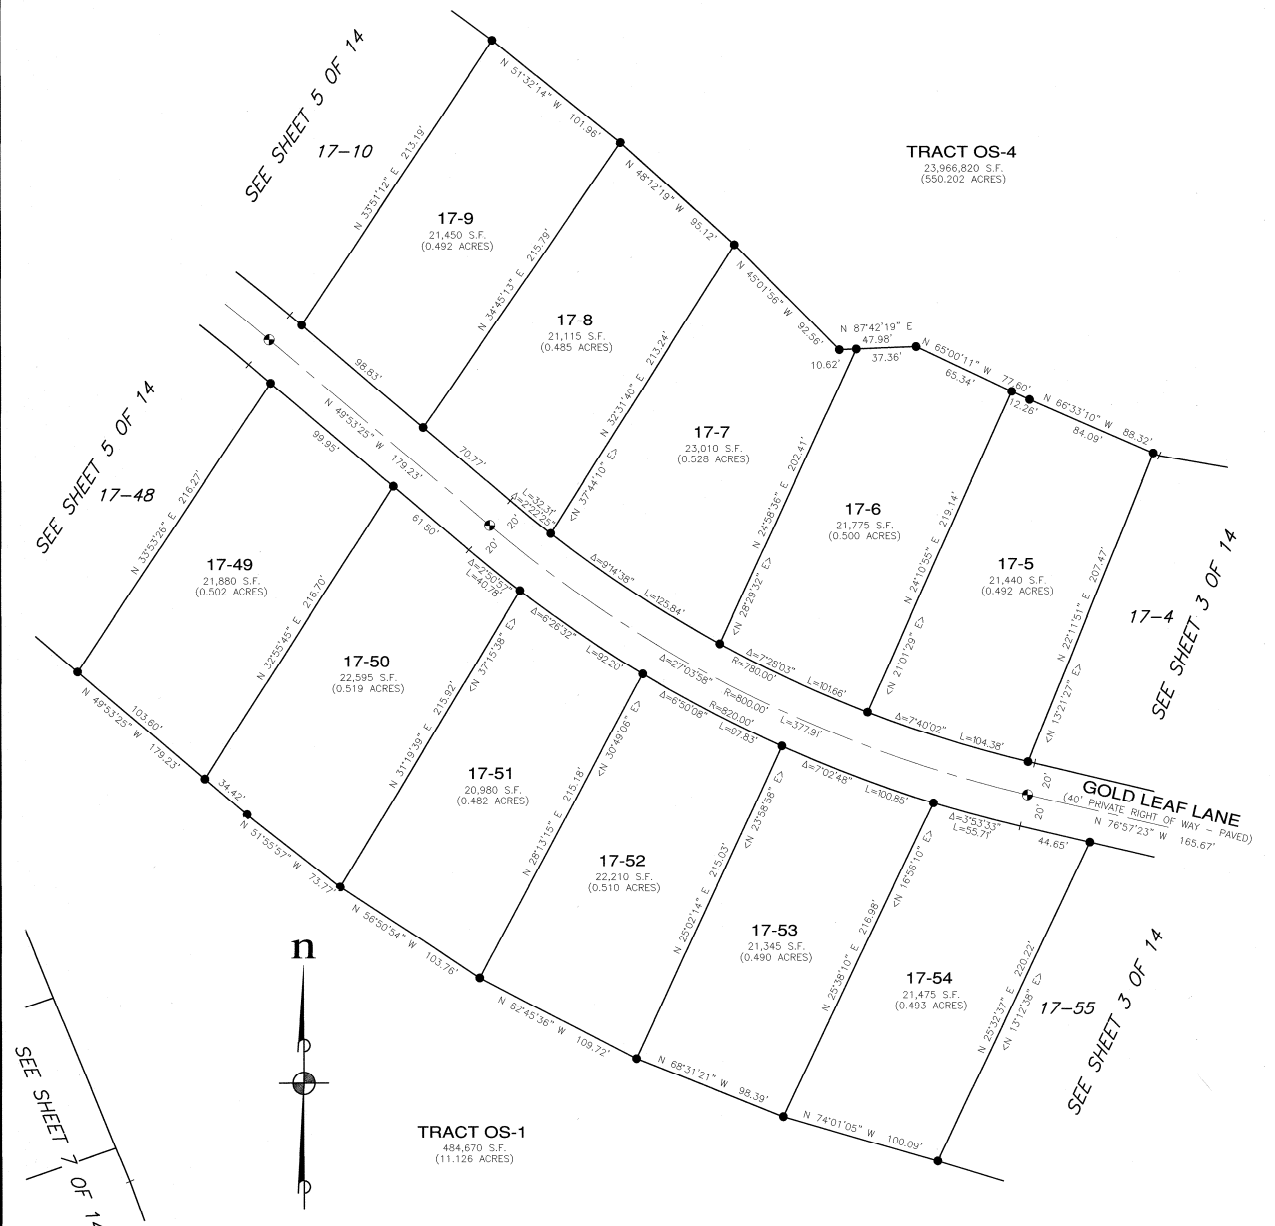 SEE SHEET 5 OF 14
17-10
N 51°32'14" W 101.96'
N 33°51'12" E 213.19'
TRACT OS-4
23,966,820 S.F.
(550.202 ACRES)
17-9
21,450 S.F.
(0.492 ACRES)
N 48°12'19" W 95.12'
N 34°45'13" E 215.79'
17 8
21,115 S.F.
(0.485 ACRES)
N 45°01'56" W 92.56'
N 32°31'40" E 213.24'
<N 37°44'10" E>
N 87°42'19" E
47.98'
10.62'
37.36'
N 65°00'11" W 77.60'
65.34'
12.26'
N 66°33'10" W 88.32'
84.09'
98.83'
N 49°53'25" W 179.23'
99.95'
70.77'
L=32.31'
Δ=2°22'25"
20'
20'
61.50'
Δ=2°50'57"
L=40.78'
SEE SHEET 5 OF 14
17-48
N 33°53'26" E 216.27'
17-7
23,010 S.F.
(0.528 ACRES)
N 24°58'36" E 202.41'
<N 28°29'32" E>
17-6
21,775 S.F.
(0.500 ACRES)
N 24°10'55" E 219.14'
<N 21°01'29" E>
17-5
21,440 S.F.
(0.492 ACRES)
N 22°11'51" E 207.47'
<N 13°21'27" E>
17-4
SEE SHEET 3 OF 14
17-49
21,880 S.F.
(0.502 ACRES)
N 32°55'45" E 216.70'
17-50
22,595 S.F.
(0.519 ACRES)
N 31°19'39" E 215.92'
<N 37°15'38" E>
Δ=9°14'38" L=125.84'
Δ=6°26'32" L=92.20'
Δ=27°03'58" R=800.00' L=377.91'
Δ=7°28'03" R=780.00' L=101.66'
Δ=6°50'08" R=820.00' L=97.83'
Δ=7°40'02" L=104.38'
Δ=7°02'48" L=100.85'
Δ=3°53'33"
L=55.71'
44.65'
20'
20'
GOLD LEAF LANE
(40' PRIVATE RIGHT OF WAY - PAVED)
N 76°57'23" W 165.67'
103.60'
N 49°53'25" W 179.23'
34.42'
17-51
20,980 S.F.
(0.482 ACRES)
N 28°13'15" E 215.18'
<N 30°49'06" E>
N 51°55'57" W 73.77'
17-52
22,210 S.F.
(0.510 ACRES)
N 25°02'14" E 215.03'
<N 23°58'58" E>
N 56°50'54" W 103.76'
17-53
21,345 S.F.
(0.490 ACRES)
N 25°38'10" E 216.98'
<N 16°56'10" E>
17-54
21,475 S.F.
(0.493 ACRES)
N 25°32'37" E 220.22'
<N 13°12'38" E>
17-55
SEE SHEET 3 OF 14
N 62°45'36" W 109.72'
N 68°31'21" W 98.39'
N 74°01'05" W 100.09'
n
SEE SHEET 7 OF 14
TRACT OS-1
484,670 S.F.
(11.126 ACRES)